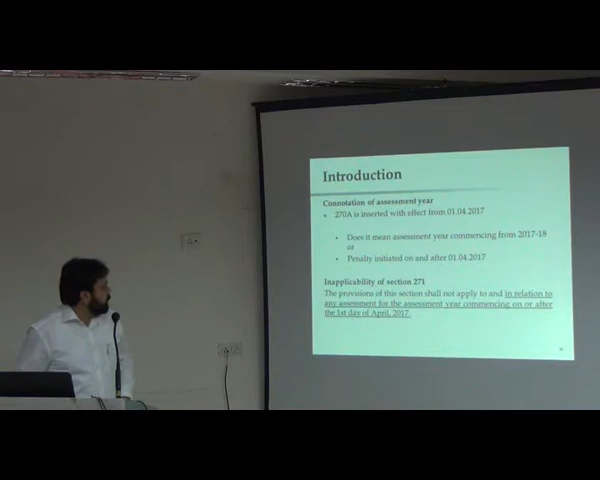 Introduction
Connotation of assessment year
270A is inserted with effect from 01.04.2017
Does it mean assessment year commencing from 2017-18
or
Penalty initiated on and after 01.04.2017
Inapplicability of section 271
The provisions of this section shall not apply to and in relation to
any assessment for the assessment year commencing on or after
the 1st day of April, 2017.